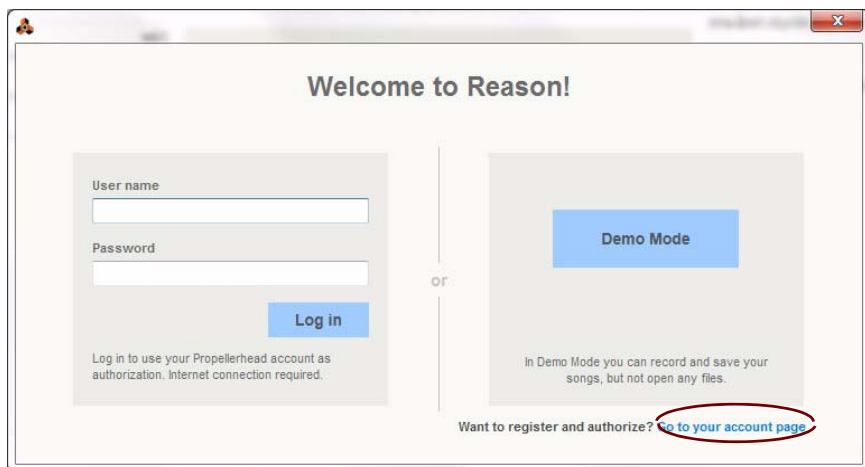 Welcome to Reason!
User name
Password
Log in
Log in to use your Propellerhead account as
authorization. Internet connection required.
or
Demo Mode
In Demo Mode you can record and save your
songs, but not open any files.
Want to register and authorize? Go to your account page